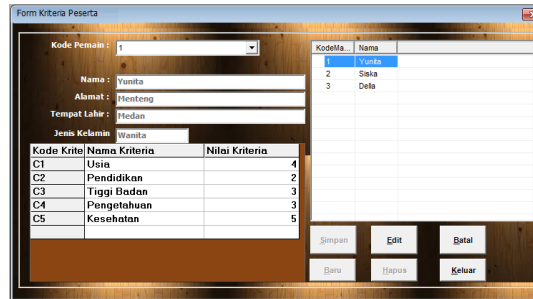 Form Kriteria Peserta
Kode Pemain : 1
Nama : Yunita
Alamat : Menteng
Tempat Lahir : Medan
Jenis Kelamin Wanita
Kode Krite Nama Kriteria Nilai Kriteria
C1 Usia 4
C2 Pendidikan 2
C3 Tiggi Badan 3
C4 Pengetahuan 3
C5 Kesehatan 5
KodeMa... Nama
1 Yunita
2 Siska
3 Della
Simpan Edit Batal
Baru Hapus Keluar